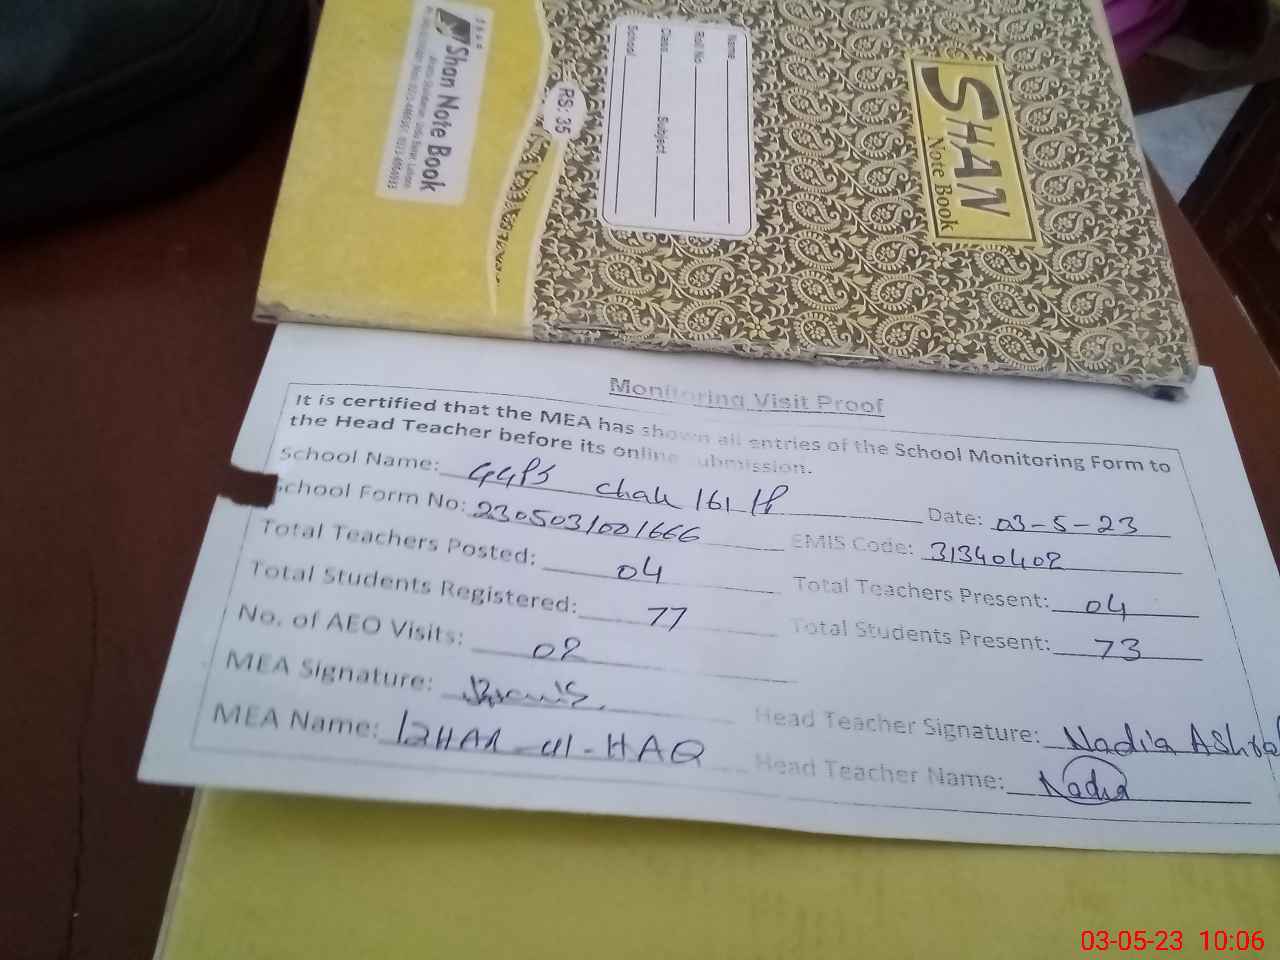 SHAN
Note Book
Name
Roll No
Class Subject
School
RS: 35
Shan
Shan Note Book
Monitoring Visit Proof
It is certified that the MEA has shown all entries of the School Monitoring Form to
the Head Teacher before its online submission.
School Name: GGPS Chak 161 P Date: 03-5-23
School Form No: 2305031001666 EMIS Code: 31340402
Total Teachers Posted: 04 Total Teachers Present: 04
Total Students Registered: 77 Total Students Present: 73
No. of AEO Visits: 02
MEA Signature: Head Teacher Signature: Nadia Ashraf
MEA Name: IZHAR-ul-HAQ Head Teacher Name: Nadia
03-05-23 10:06